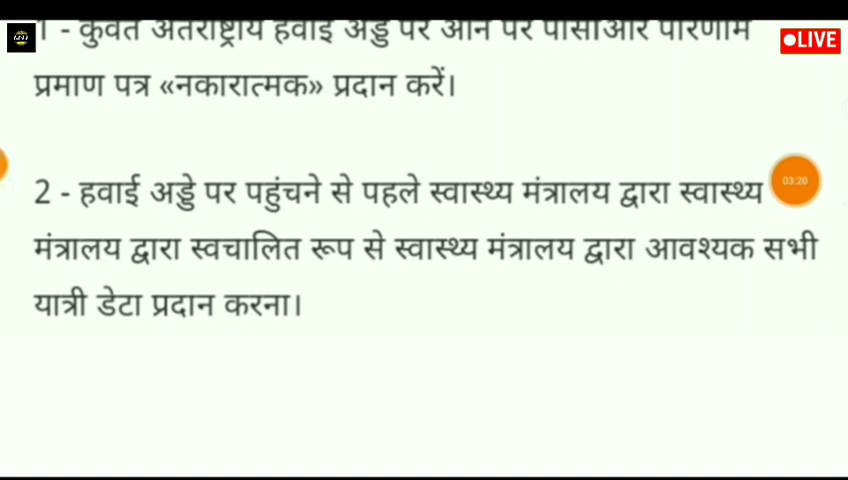 1 - कुवैत अंतर्राष्ट्रीय हवाई अड्डे पर आने पर पीसीआर परिणाम
LIVE
प्रमाण पत्र «नकारात्मक» प्रदान करें।
2 - हवाई अड्डे पर पहुंचने से पहले स्वास्थ्य मंत्रालय द्वारा स्वास्थ्य
03:20
मंत्रालय द्वारा स्वचालित रूप से स्वास्थ्य मंत्रालय द्वारा आवश्यक सभी
यात्री डेटा प्रदान करना।